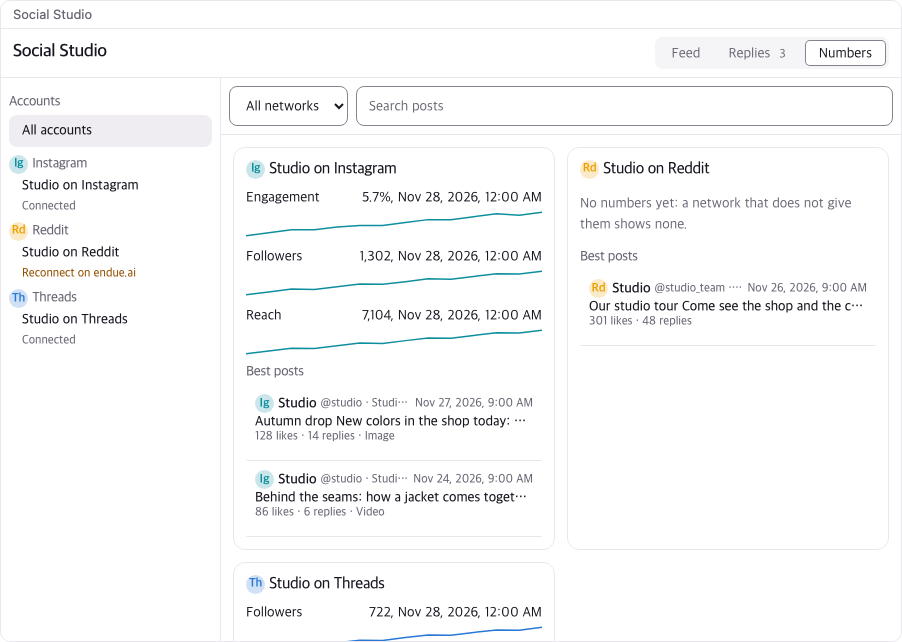 Social Studio
Social Studio
Feed
Replies 3
Numbers
Accounts
All accounts
Ig Instagram
Studio on Instagram
Connected
Rd Reddit
Studio on Reddit
Reconnect on endue.ai
Th Threads
Studio on Threads
Connected
All networks
Search posts
Ig Studio on Instagram
Engagement 5.7%, Nov 28, 2026, 12:00 AM
Followers 1,302, Nov 28, 2026, 12:00 AM
Reach 7,104, Nov 28, 2026, 12:00 AM
Best posts
Ig Studio @studio · Studi··· Nov 27, 2026, 9:00 AM
Autumn drop New colors in the shop today: ···
128 likes · 14 replies · Image
Ig Studio @studio · Studi··· Nov 24, 2026, 9:00 AM
Behind the seams: how a jacket comes toget···
86 likes · 6 replies · Video
Rd Studio on Reddit
No numbers yet: a network that does not give
them shows none.
Best posts
Rd Studio @studio_team ···· Nov 26, 2026, 9:00 AM
Our studio tour Come see the shop and the c···
301 likes · 48 replies
Th Studio on Threads
Followers 722, Nov 28, 2026, 12:00 AM